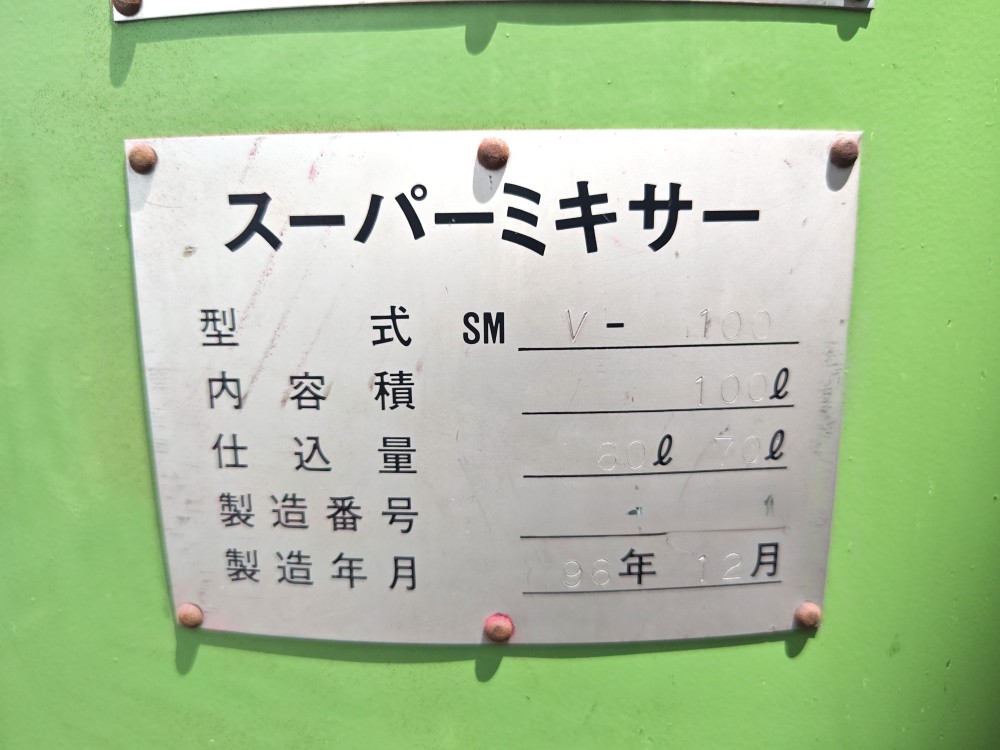 スーパーミキサー
型式 SM V- 100
内容積 100ℓ
仕込量 60ℓ 70ℓ
製造番号
製造年月 96年 12月